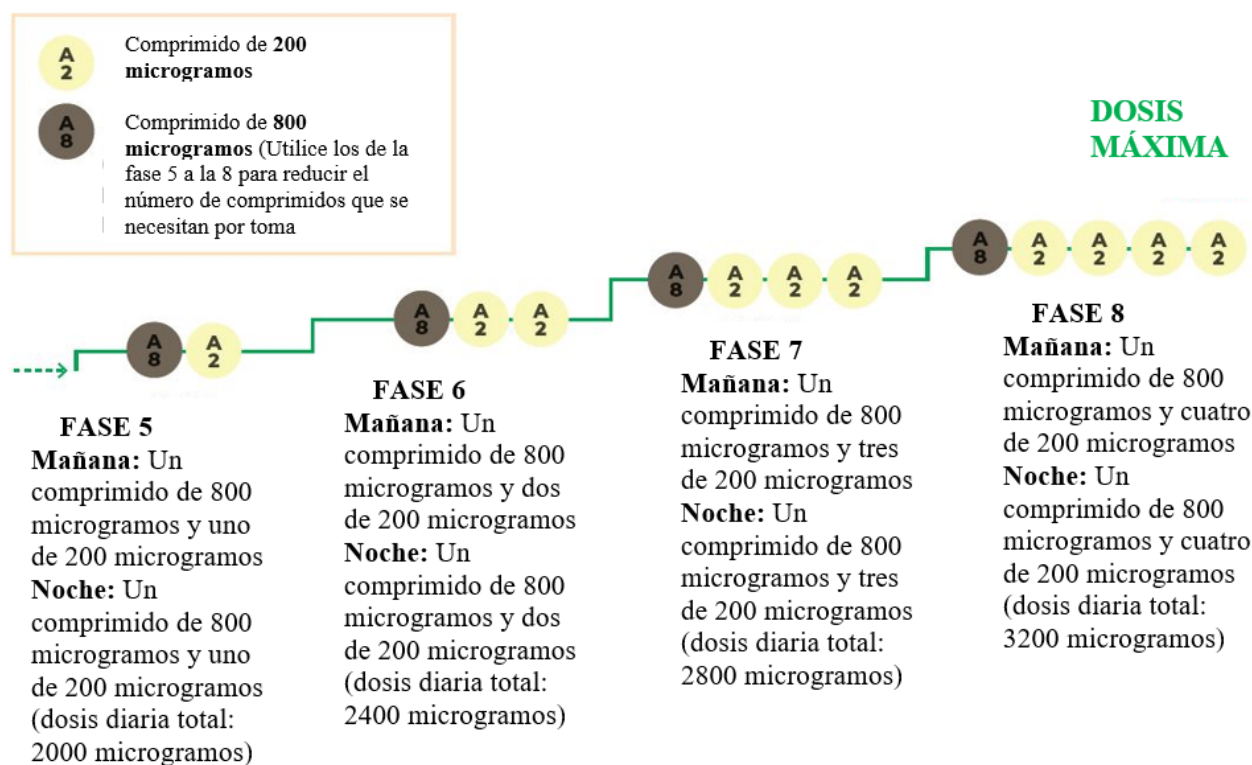 A
2
Comprimido de 200
microgramos
A
8
Comprimido de 800
microgramos (Utilice los de la
fase 5 a la 8 para reducir el
número de comprimidos que se
necesitan por toma
DOSIS
MÁXIMA
A
8
A
2
FASE 5
Mañana: Un
comprimido de 800
microgramos y uno
de 200 microgramos
Noche: Un
comprimido de 800
microgramos y uno
de 200 microgramos
(dosis diaria total:
2000 microgramos)
A
8
A
2
A
2
FASE 6
Mañana: Un
comprimido de 800
microgramos y dos
de 200 microgramos
Noche: Un
comprimido de 800
microgramos y dos
de 200 microgramos
(dosis diaria total:
2400 microgramos)
A
8
A
2
A
2
A
2
FASE 7
Mañana: Un
comprimido de 800
microgramos y tres
de 200 microgramos
Noche: Un
comprimido de 800
microgramos y tres
de 200 microgramos
(dosis diaria total:
2800 microgramos)
A
8
A
2
A
2
A
2
A
2
FASE 8
Mañana: Un
comprimido de 800
microgramos y cuatro
de 200 microgramos
Noche: Un
comprimido de 800
microgramos y cuatro
de 200 microgramos
(dosis diaria total:
3200 microgramos)